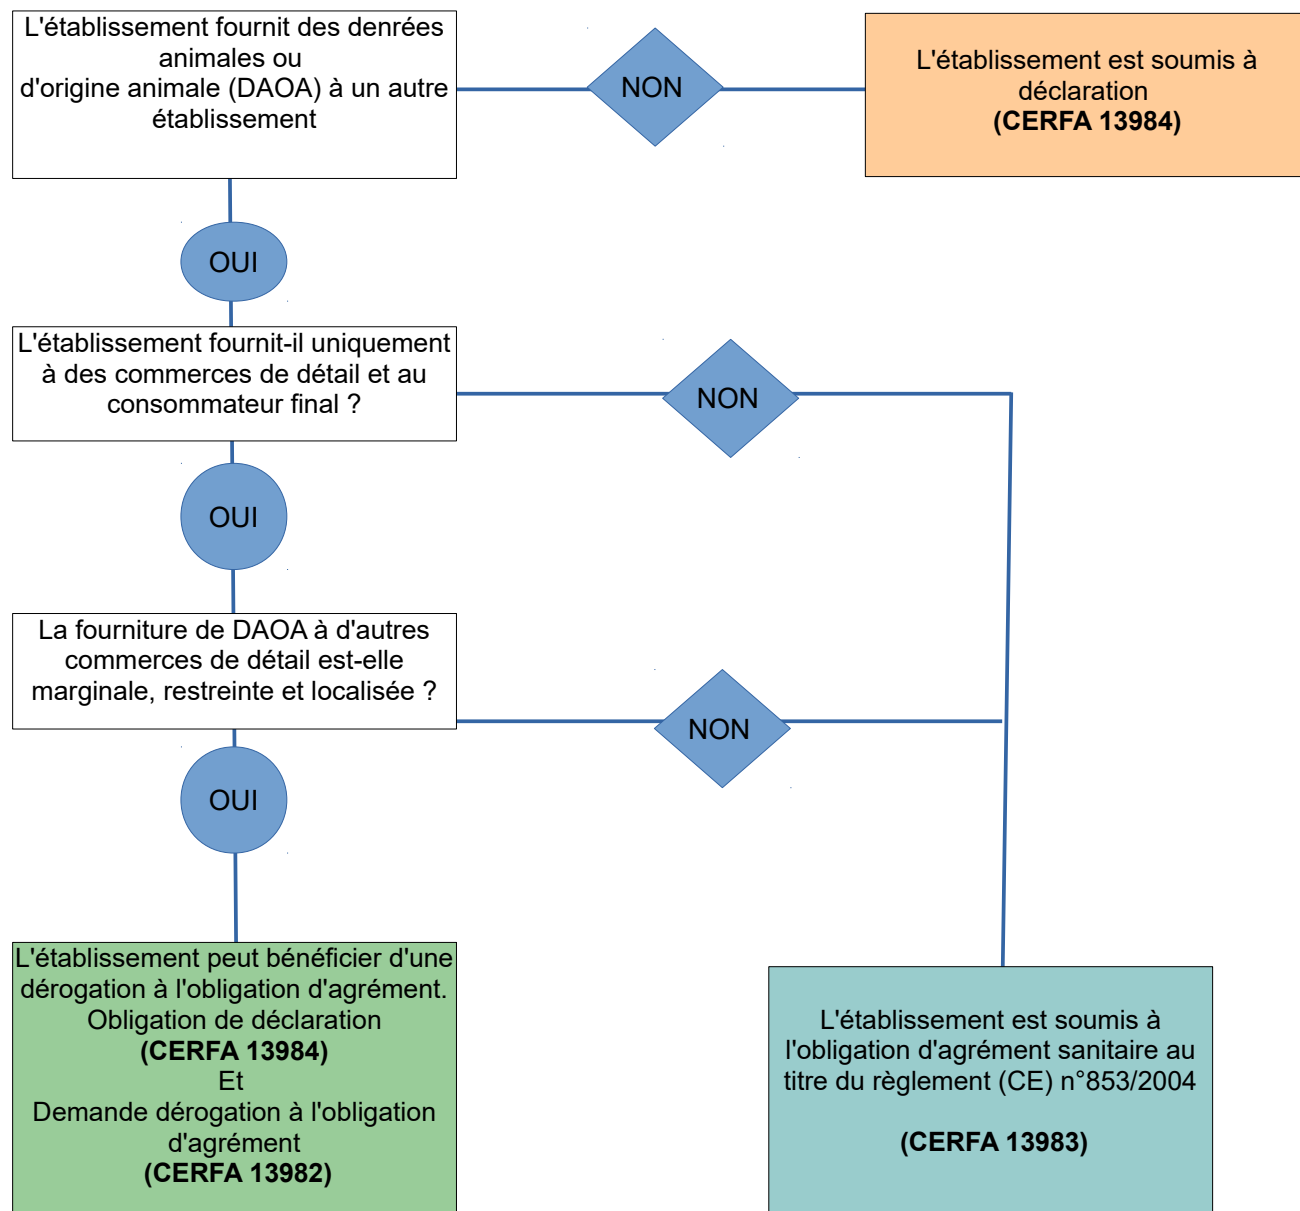 L'établissement fournit des denrées
animales ou
d'origine animale (DAOA) à un autre
établissement
NON
L'établissement est soumis à
déclaration
(CERFA 13984)
OUI
L'établissement fournit-il uniquement
à des commerces de détail et au
consommateur final ?
NON
OUI
La fourniture de DAOA à d'autres
commerces de détail est-elle
marginale, restreinte et localisée ?
NON
OUI
L'établissement peut bénéficier d'une
dérogation à l'obligation d'agrément.
Obligation de déclaration
(CERFA 13984)
Et
Demande dérogation à l'obligation
d'agrément
(CERFA 13982)
L'établissement est soumis à
l'obligation d'agrément sanitaire au
titre du règlement (CE) n°853/2004
(CERFA 13983)